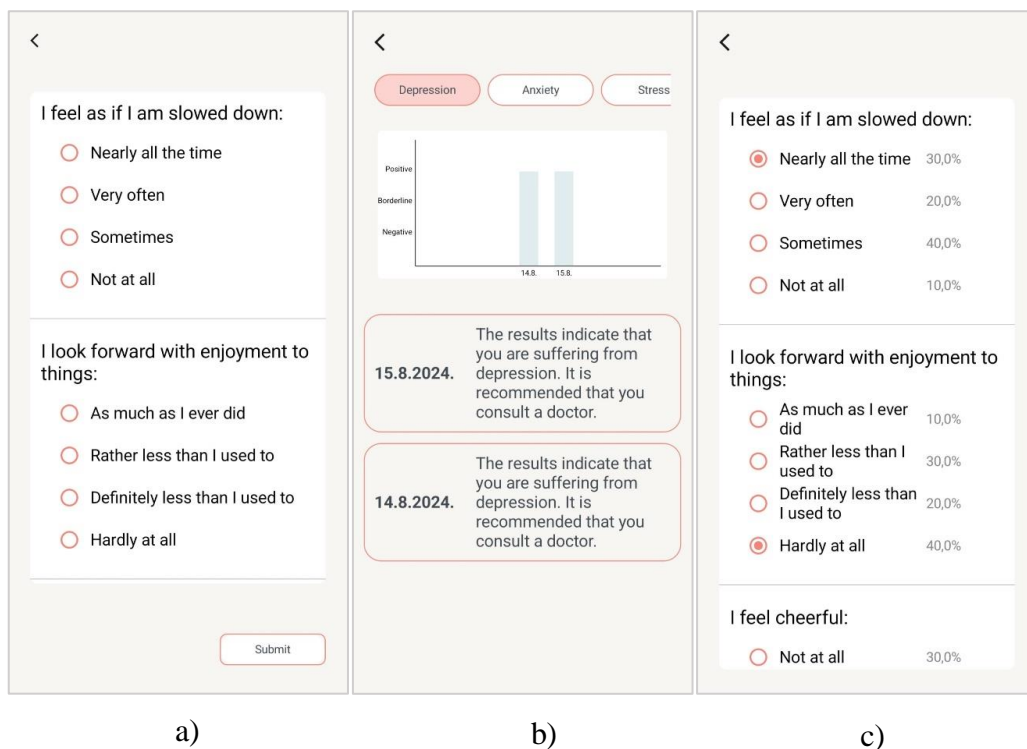 I feel as if I am slowed down:
Nearly all the time
Very often
Sometimes
Not at all
I look forward with enjoyment to
things:
As much as I ever did
Rather less than I used to
Definitely less than I used to
Hardly at all
Submit
a)
Depression
Anxiety
Stress
Positive
Borderline
Negative
14.8.
15.8.
15.8.2024.
The results indicate that
you are suffering from
depression. It is
recommended that you
consult a doctor.
14.8.2024.
The results indicate that
you are suffering from
depression. It is
recommended that you
consult a doctor.
b)
I feel as if I am slowed down:
Nearly all the time 30,0%
Very often 20,0%
Sometimes 40,0%
Not at all 10,0%
I look forward with enjoyment to
things:
As much as I ever
did 10,0%
Rather less than I
used to 30,0%
Definitely less than
I used to 20,0%
Hardly at all 40,0%
I feel cheerful:
Not at all 30,0%
c)